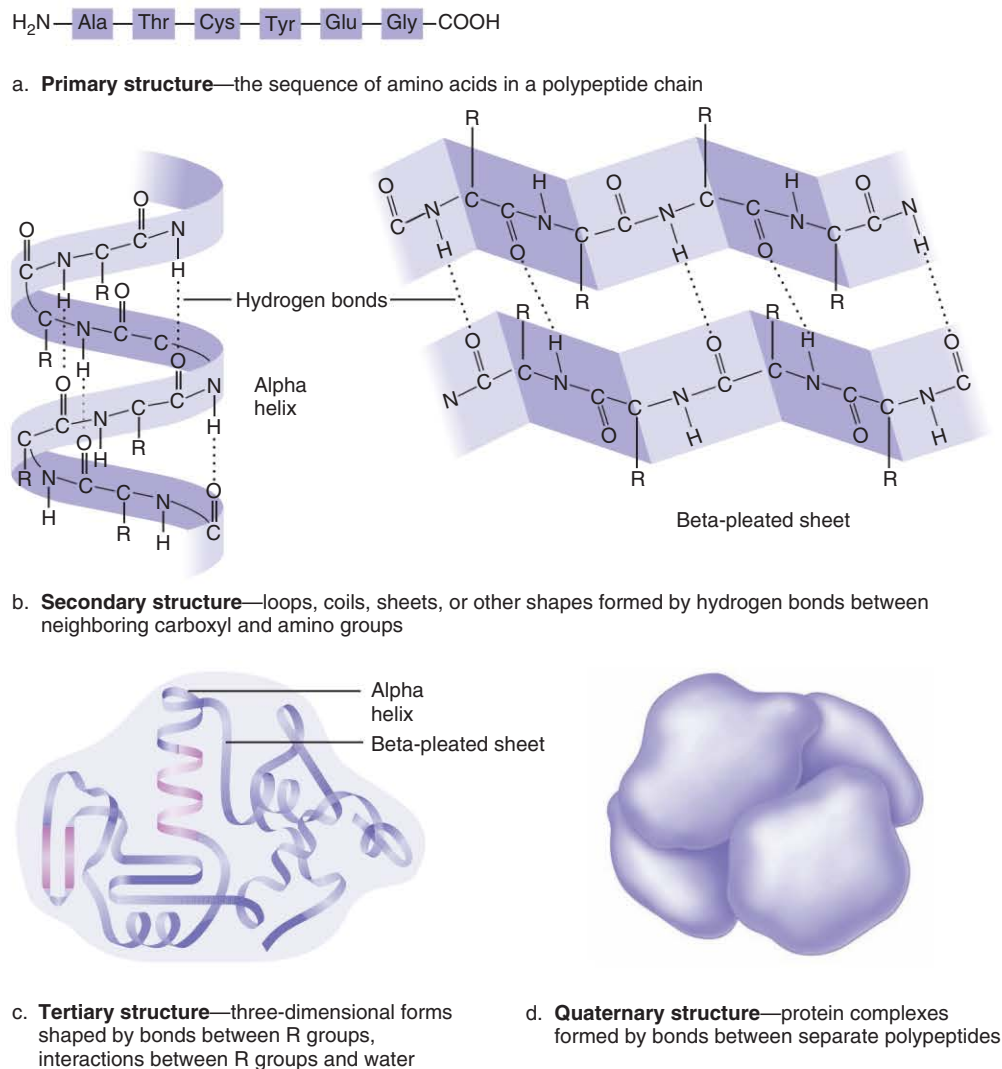 H2N Ala Thr Cys Tyr Glu Gly COOH
a. Primary structure—the sequence of amino acids in a polypeptide chain
R R
O H O H O
C N C C N C C N C C N C C N
H O H O H
R R
O
O N
C N C C H
H R O
C N C C
R H O
O N
C N C C H
H R
R N C C N O
H R H C
Hydrogen bonds
Alpha
helix
R R
O H O H O
N C C N C C N C C N C C N C
O H O H
R R
Beta-pleated sheet
b. Secondary structure—loops, coils, sheets, or other shapes formed by hydrogen bonds between
neighboring carboxyl and amino groups
Alpha
helix
Beta-pleated sheet
c. Tertiary structure—three-dimensional forms
shaped by bonds between R groups,
interactions between R groups and water
d. Quaternary structure—protein complexes
formed by bonds between separate polypeptides